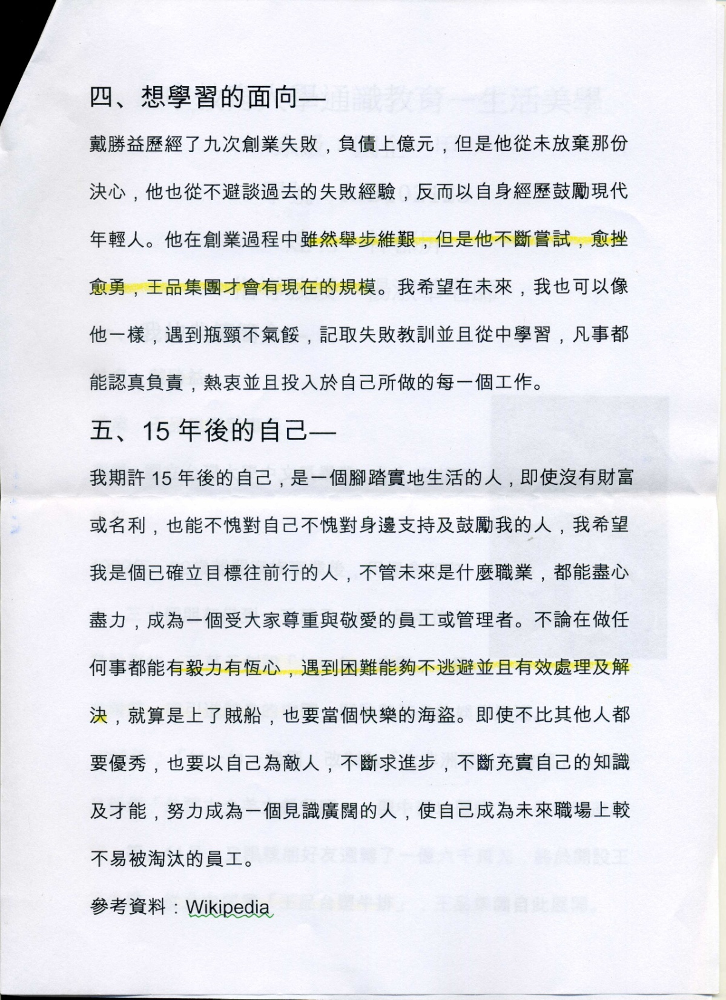 四、想學習的面向—
戴勝益歷經了九次創業失敗，負債上億元，但是他從未放棄那份
決心，他也從不避談過去的失敗經驗，反而以自身經歷鼓勵現代
年輕人。他在創業過程中雖然舉步維艱，但是他不斷嘗試，愈挫
愈勇，王品集團才會有現在的規模。我希望在未來，我也可以像
他一樣，遇到瓶頸不氣餒，記取失敗教訓並且從中學習，凡事都
能認真負責，熱衷並且投入於自己所做的每一個工作。
五、15 年後的自己—
我期許 15 年後的自己，是一個腳踏實地生活的人，即使沒有財富
或名利，也能不愧對自己不愧對身邊支持及鼓勵我的人，我希望
我是個已確立目標往前行的人，不管未來是什麼職業，都能盡心
盡力，成為一個受大家尊重與敬愛的員工或管理者。不論在做任
何事都能有毅力有恆心，遇到困難能夠不逃避並且有效處理及解
決，就算是上了賊船，也要當個快樂的海盜。即使不比其他人都
要優秀，也要以自己為敵人，不斷求進步，不斷充實自己的知識
及才能，努力成為一個見識廣闊的人，使自己成為未來職場上較
不易被淘汰的員工。
參考資料：Wikipedia